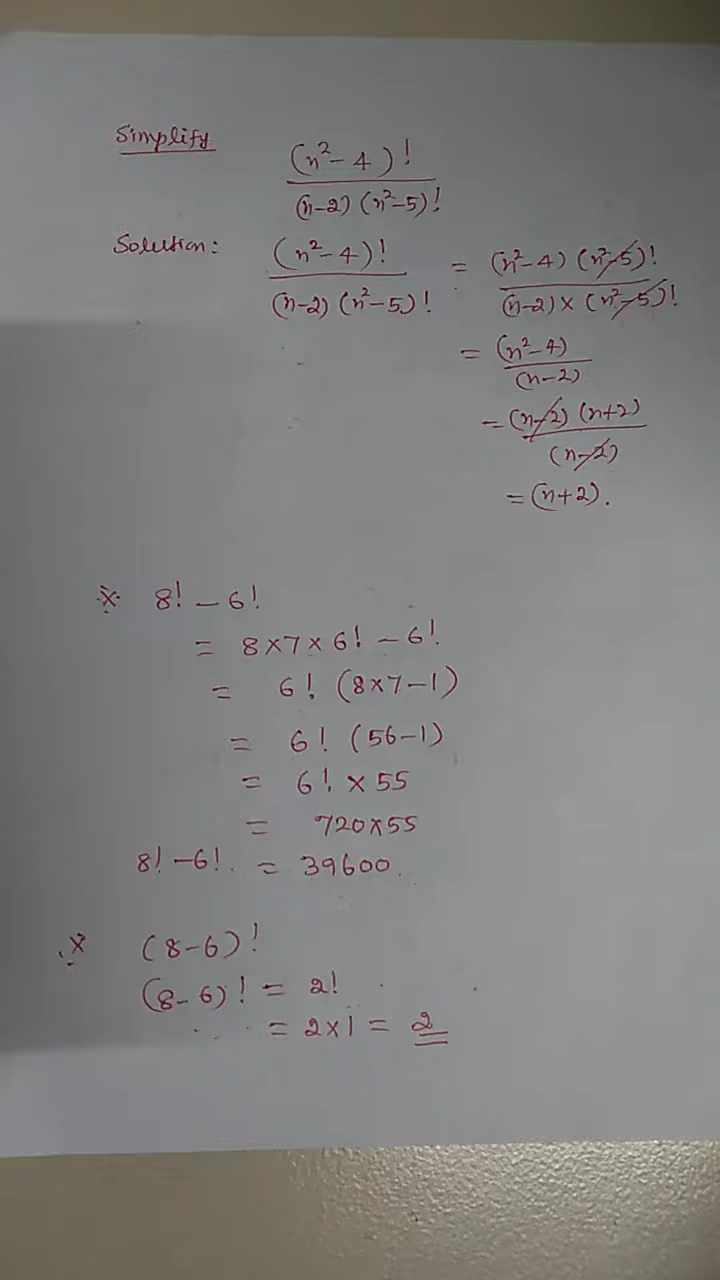 Simplify
(n²-4)!
(n-2) (n²-5)!
Solution: (n²-4)! = (n²-4) (n²-5)!
(n-2) (n²-5)! (n-2) × (n²-5)!
= (n²-4)
(n-2)
= (n-2) (n+2)
(n-2)
= (n+2).
※ 8! - 6!
= 8×7×6! - 6!
= 6! (8×7-1)
= 6! (56-1)
= 6! × 55
= 720×55
8! - 6! = 39600.
※ (8-6)!
(8-6)! = 2!
= 2×1 = 2